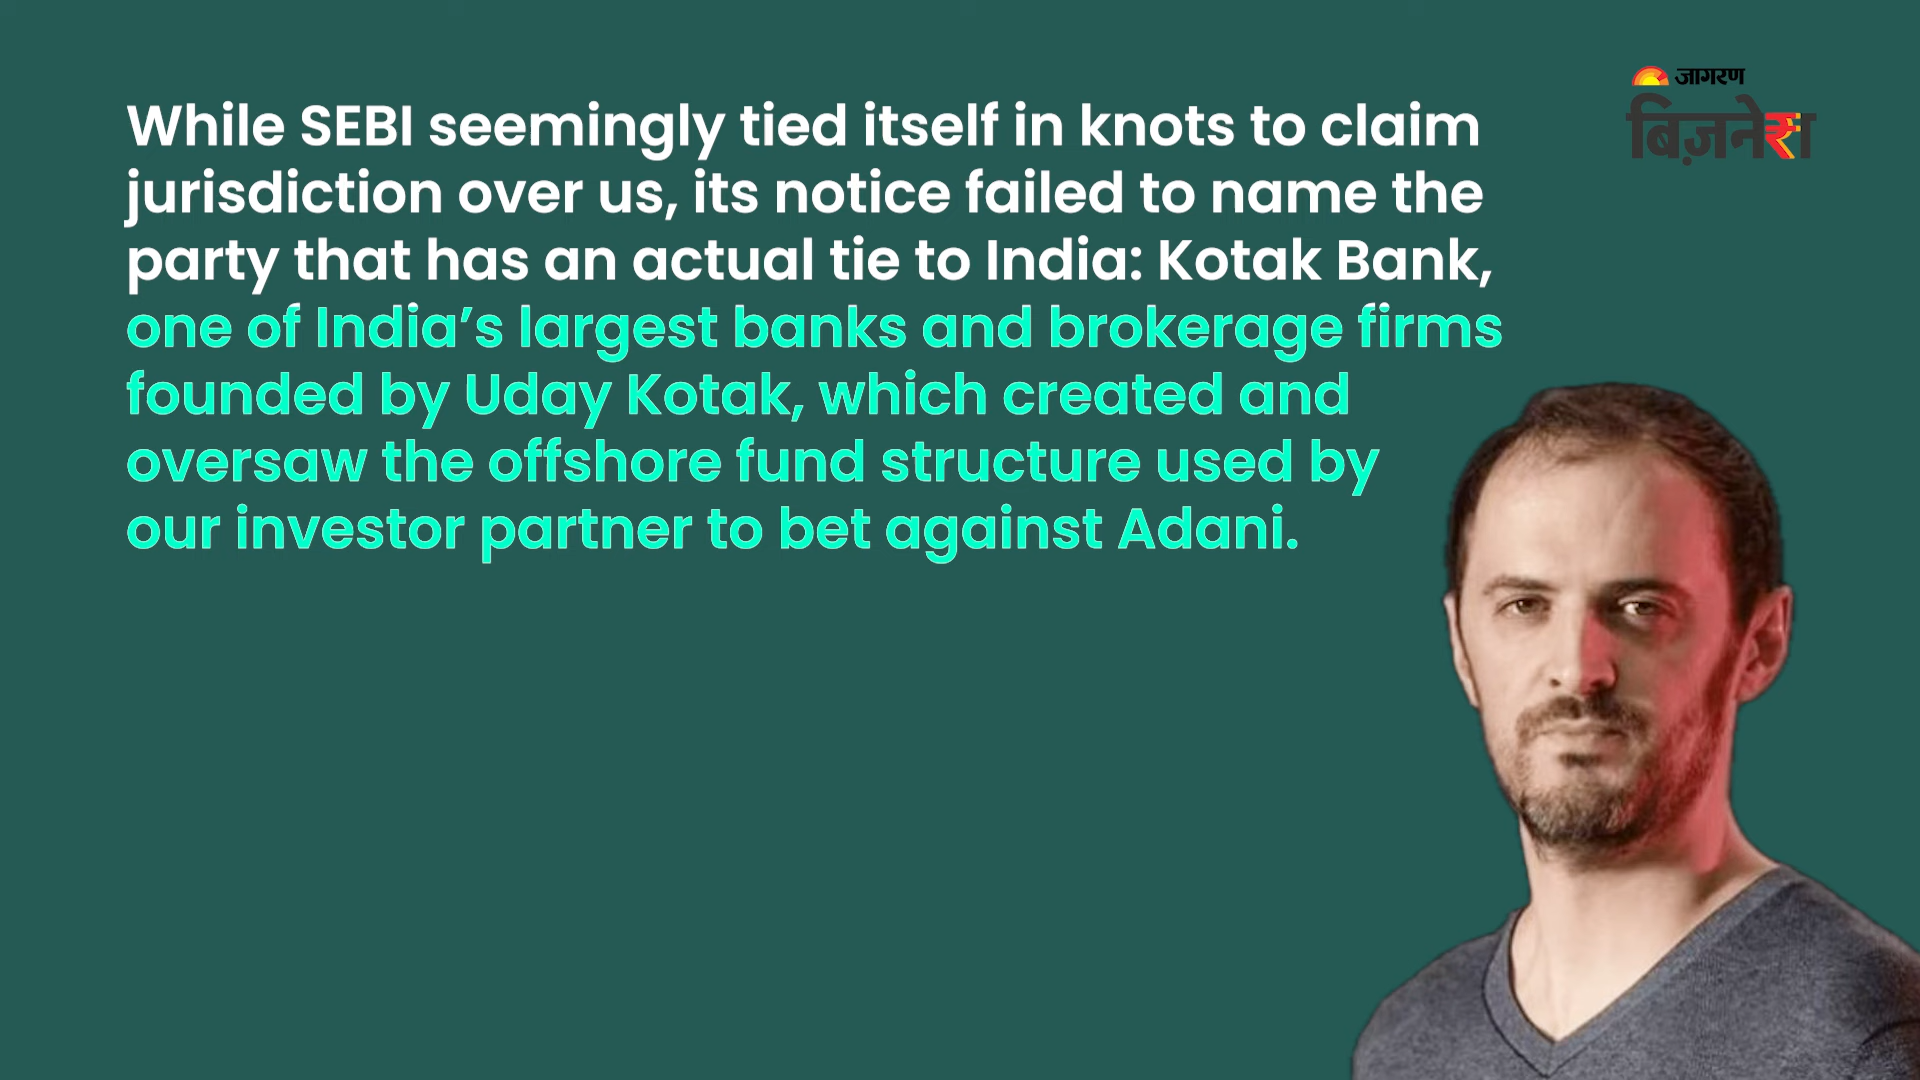 जागरण
बिज़नेस
While SEBI seemingly tied itself in knots to claim
jurisdiction over us, its notice failed to name the
party that has an actual tie to India: Kotak Bank,
one of India’s largest banks and brokerage firms
founded by Uday Kotak, which created and
oversaw the offshore fund structure used by
our investor partner to bet against Adani.